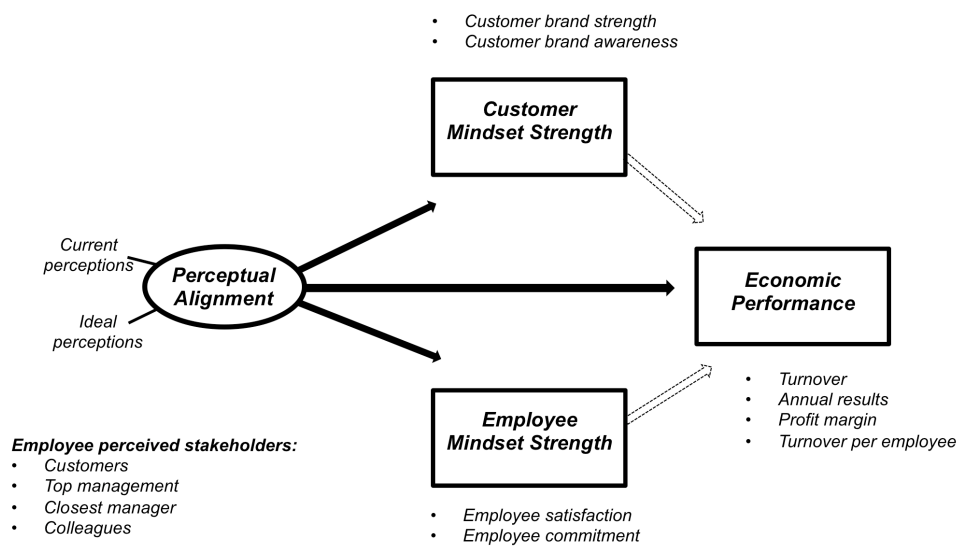 • Customer brand strength
• Customer brand awareness
Customer
Mindset Strength
Current
perceptions
Perceptual
Alignment
Ideal
perceptions
Economic
Performance
• Turnover
• Annual results
• Profit margin
• Turnover per employee
Employee
Mindset Strength
• Employee satisfaction
• Employee commitment
Employee perceived stakeholders:
• Customers
• Top management
• Closest manager
• Colleagues